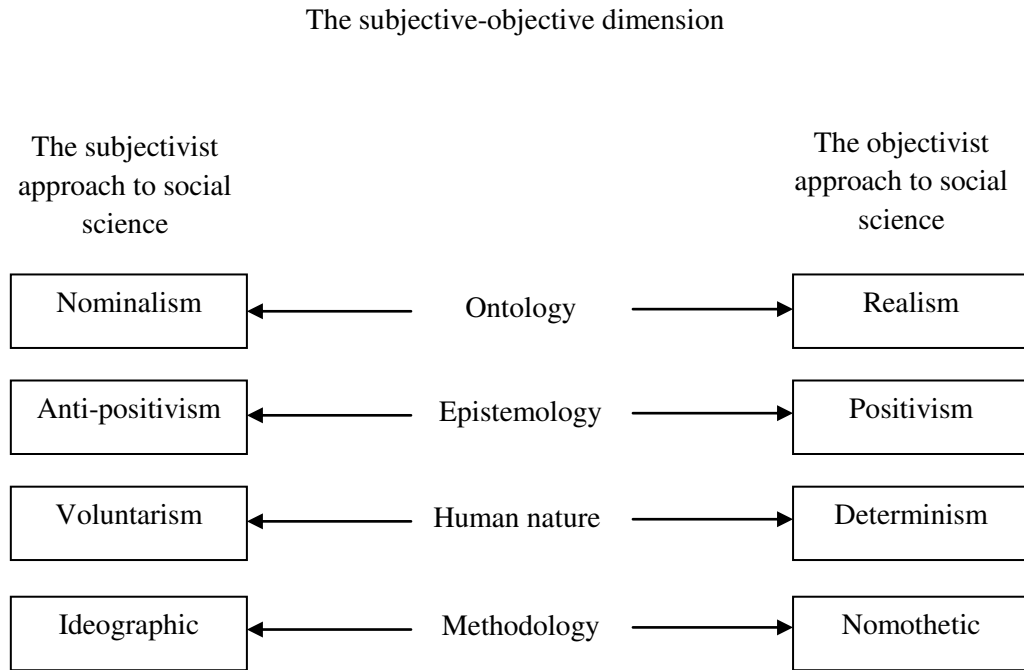 The subjective-objective dimension
The subjectivist
approach to social
science
The objectivist
approach to social
science
Nominalism
Ontology
Realism
Anti-positivism
Epistemology
Positivism
Voluntarism
Human nature
Determinism
Ideographic
Methodology
Nomothetic